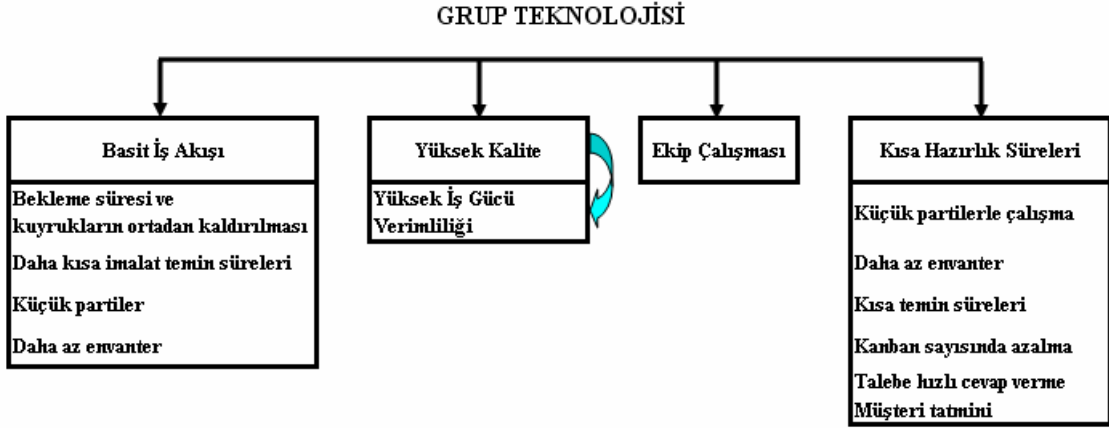 GRUP TEKNOLOJİSİ
Basit İş Akışı
Bekleme süresi ve
kuyrukların ortadan kaldırılması
Daha kısa imalat temin süreleri
Küçük partiler
Daha az envanter
Yüksek Kalite
Yüksek İş Gücü
Verimliliği
Ekip Çalışması
Kısa Hazırlık Süreleri
Küçük partilerle çalışma
Daha az envanter
Kısa temin süreleri
Kanban sayısında azalma
Talebe hızlı cevap verme
Müşteri tatmini